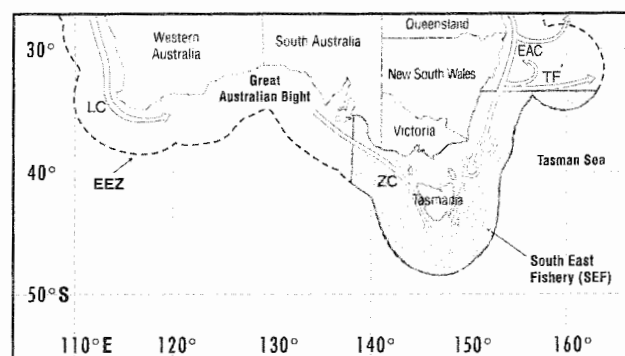 Queensland
Western
Australia
South Australia
EAC
30°
New South Wales
TF
Great
Australian Bight
LC
Victoria
EEZ
Tasman Sea
40°
ZC
Tasmania
South East
Fishery (SEF)
50°S
110°E 120° 130° 140° 150° 160°